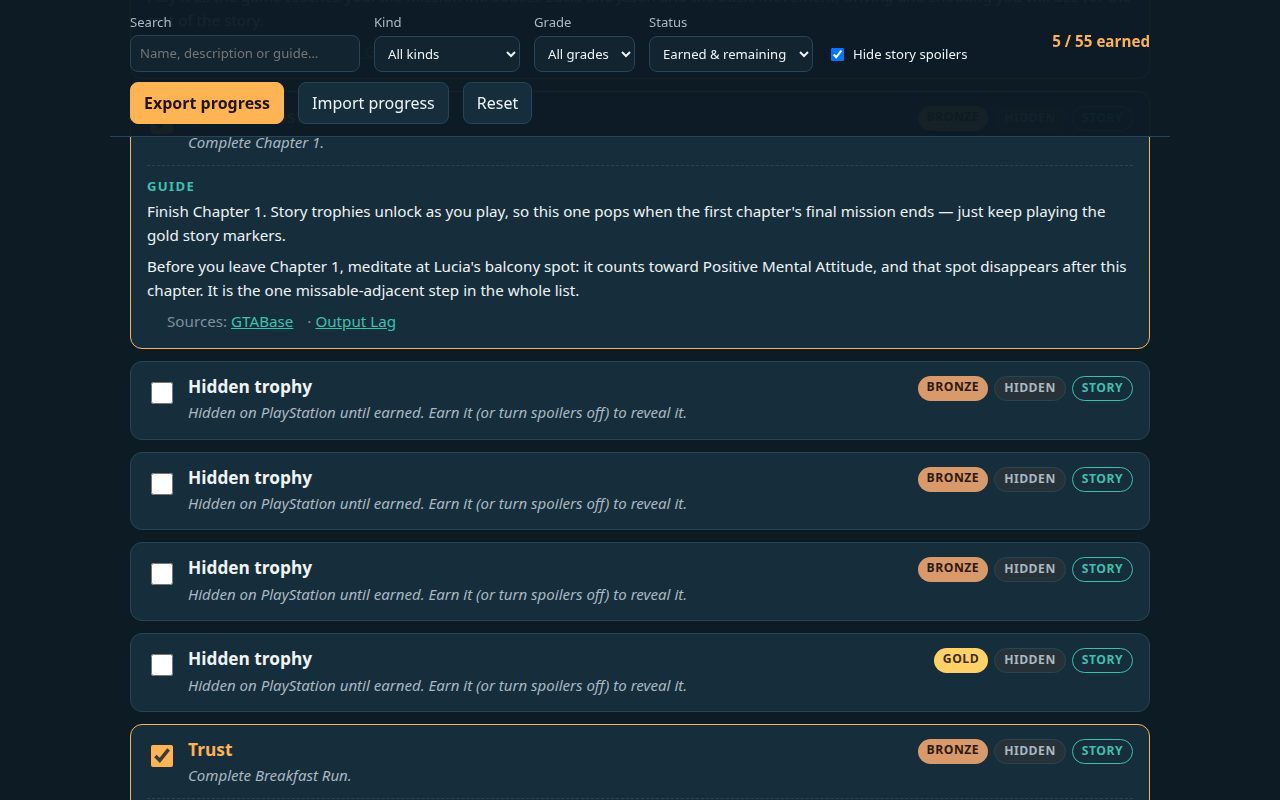 Search
Kind
Grade
Status
Name, description or guide...
All kinds
All grades
Earned & remaining
Hide story spoilers
5 / 55 earned
Export progress
Import progress
Reset
BRONZE
HIDDEN
STORY
Complete Chapter 1.
GUIDE
Finish Chapter 1. Story trophies unlock as you play, so this one pops when the first chapter's final mission ends — just keep playing the
gold story markers.
Before you leave Chapter 1, meditate at Lucia's balcony spot: it counts toward Positive Mental Attitude, and that spot disappears after this
chapter. It is the one missable-adjacent step in the whole list.
Sources: GTABase · Output Lag
Hidden trophy
BRONZE
HIDDEN
STORY
Hidden on PlayStation until earned. Earn it (or turn spoilers off) to reveal it.
Hidden trophy
BRONZE
HIDDEN
STORY
Hidden on PlayStation until earned. Earn it (or turn spoilers off) to reveal it.
Hidden trophy
BRONZE
HIDDEN
STORY
Hidden on PlayStation until earned. Earn it (or turn spoilers off) to reveal it.
Hidden trophy
GOLD
HIDDEN
STORY
Hidden on PlayStation until earned. Earn it (or turn spoilers off) to reveal it.
Trust
BRONZE
HIDDEN
STORY
Complete Breakfast Run.